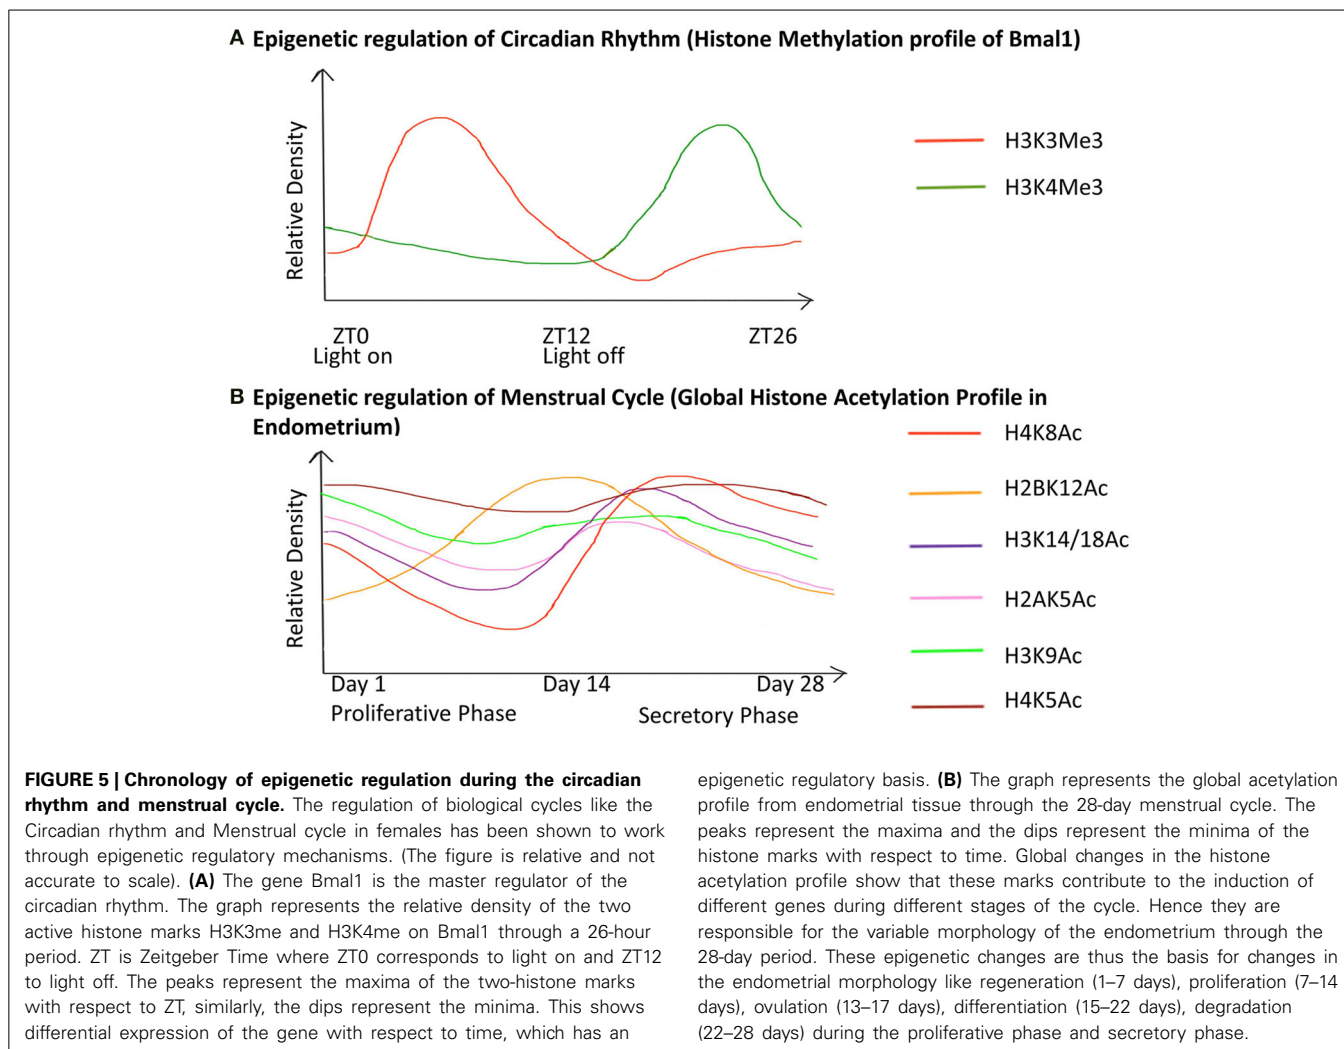 A Epigenetic regulation of Circadian Rhythm (Histone Methylation profile of Bmal1)
Relative Density
H3K3Me3
H3K4Me3
ZT0
Light on
ZT12
Light off
ZT26
B Epigenetic regulation of Menstrual Cycle (Global Histone Acetylation Profile in
Endometrium)
Relative Density
H4K8Ac
H2BK12Ac
H3K14/18Ac
H2AK5Ac
H3K9Ac
H4K5Ac
Day 1
Day 14
Day 28
Proliferative Phase
Secretory Phase
FIGURE 5 | Chronology of epigenetic regulation during the circadian
rhythm and menstrual cycle. The regulation of biological cycles like the
Circadian rhythm and Menstrual cycle in females has been shown to work
through epigenetic regulatory mechanisms. (The figure is relative and not
accurate to scale). (A) The gene Bmal1 is the master regulator of the
circadian rhythm. The graph represents the relative density of the two
active histone marks H3K3me and H3K4me on Bmal1 through a 26-hour
period. ZT is Zeitgeber Time where ZT0 corresponds to light on and ZT12
to light off. The peaks represent the maxima of the two-histone marks
with respect to ZT, similarly, the dips represent the minima. This shows
differential expression of the gene with respect to time, which has an
epigenetic regulatory basis. (B) The graph represents the global acetylation
profile from endometrial tissue through the 28-day menstrual cycle. The
peaks represent the maxima and the dips represent the minima of the
histone marks with respect to time. Global changes in the histone
acetylation profile show that these marks contribute to the induction of
different genes during different stages of the cycle. Hence they are
responsible for the variable morphology of the endometrium through the
28-day period. These epigenetic changes are thus the basis for changes in
the endometrial morphology like regeneration (1–7 days), proliferation (7–14
days), ovulation (13–17 days), differentiation (15–22 days), degradation
(22–28 days) during the proliferative phase and secretory phase.